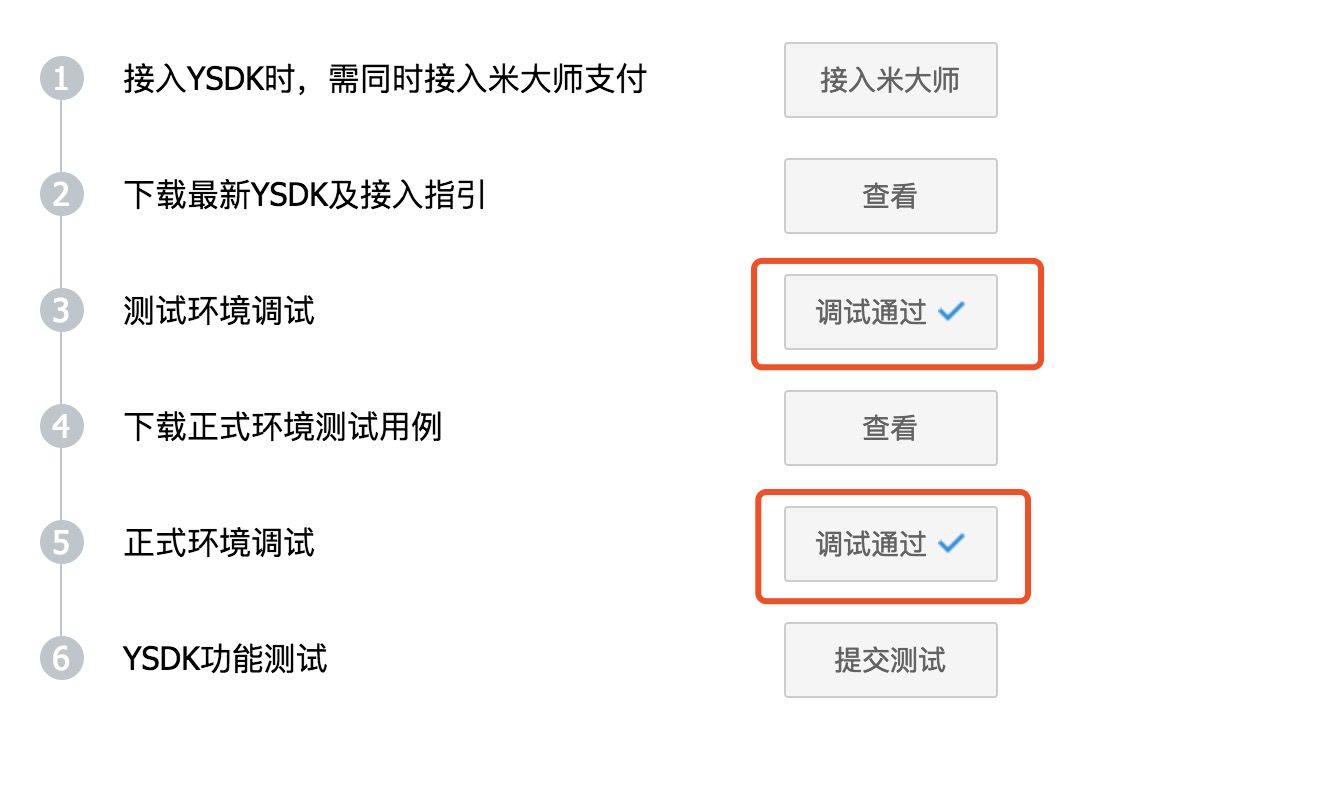 1 接入YSDK时，需同时接入米大师支付 接入米大师
2 下载最新YSDK及接入指引 查看
3 测试环境调试 调试通过
4 下载正式环境测试用例 查看
5 正式环境调试 调试通过
6 YSDK功能测试 提交测试